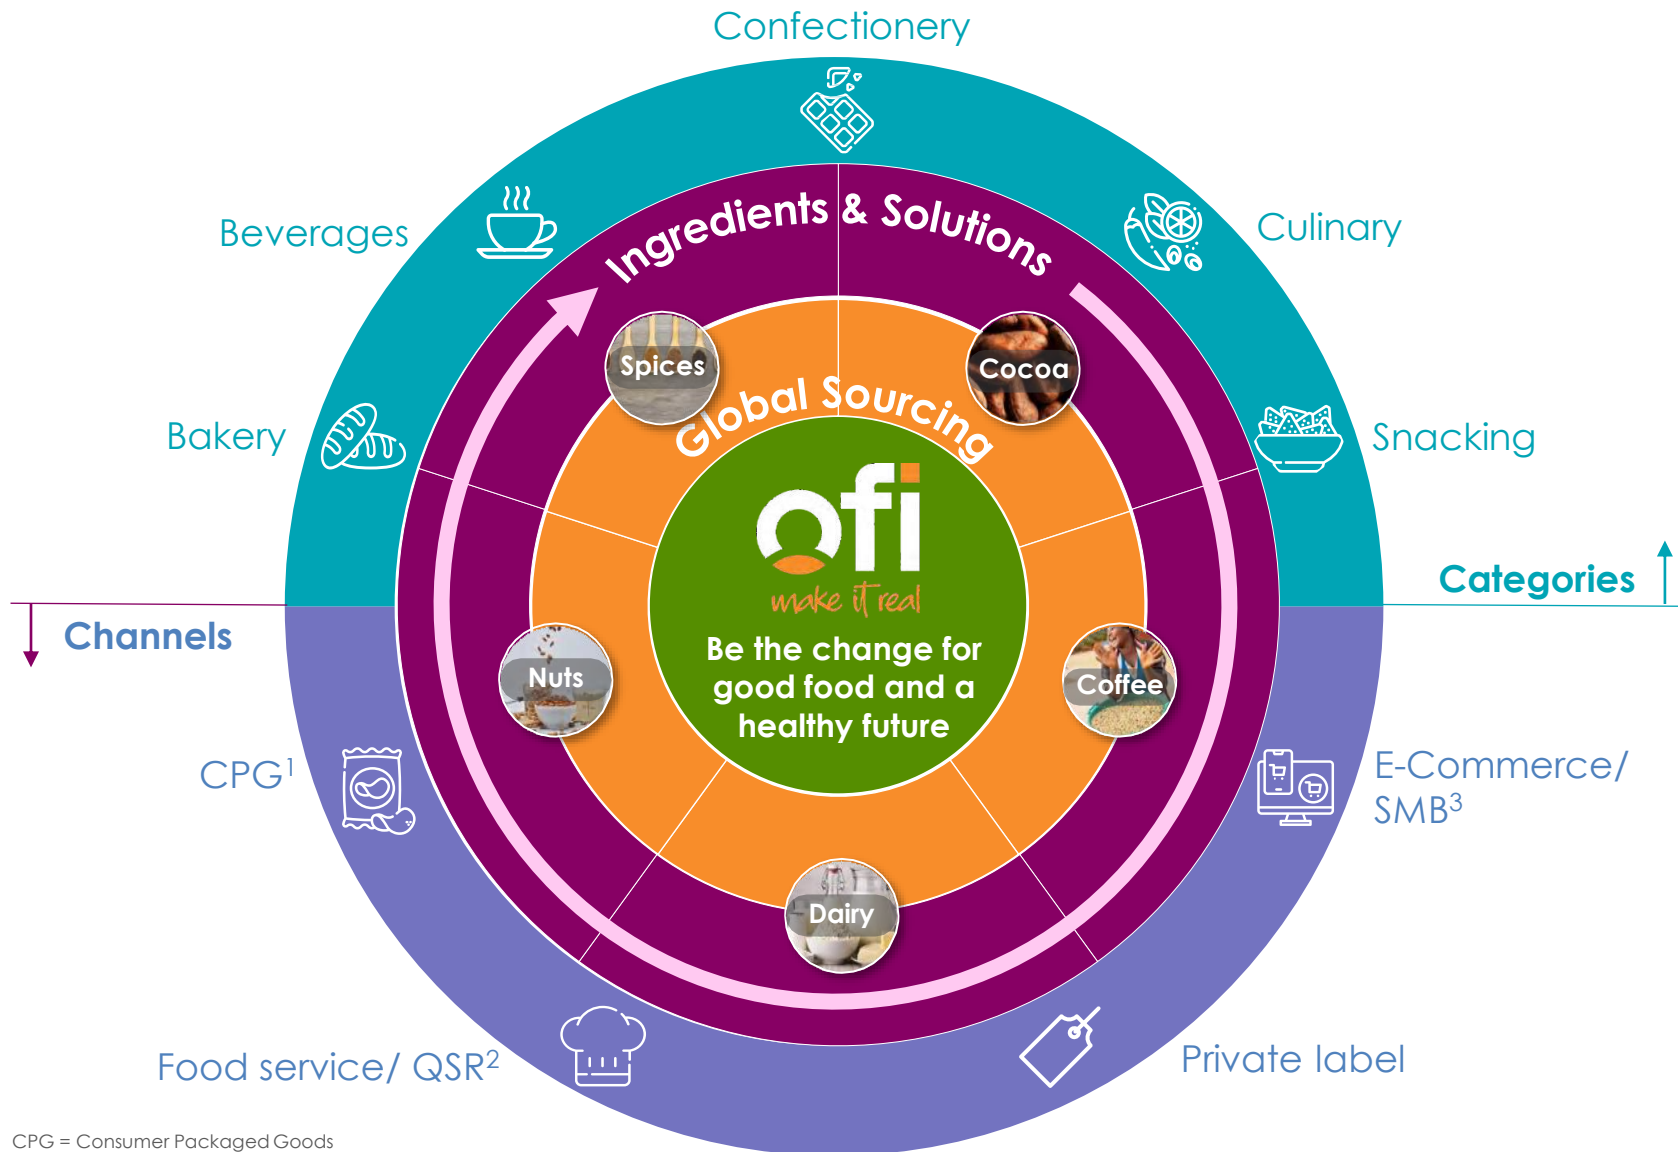 Confectionery
Beverages
Culinary
Ingredients & Solutions
Spices
Cocoa
Global Sourcing
Bakery
Snacking
ofi
make it real
Categories
Channels
Be the change for
good food and a
healthy future
Nuts
Coffee
CPG¹
E-Commerce/
SMB³
Dairy
Food service/ QSR²
Private label
CPG = Consumer Packaged Goods